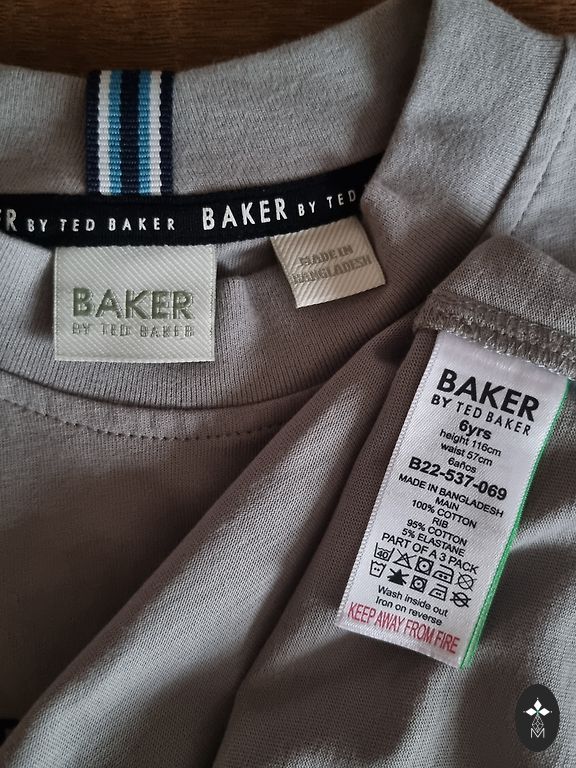 R BY TED BAKER BAKER BY TED
BAKER
BY TED BAKER
MADE IN
BANGLADESH
BAKER
BY TED BAKER
6yrs
height 116cm
waist 57cm
6años
B22-537-069
MADE IN BANGLADESH
MAIN
100% COTTON
RIB
95% COTTON
5% ELASTANE
PART OF A 3 PACK
40
Wash inside out
Iron on reverse
KEEP AWAY FROM FIRE
M